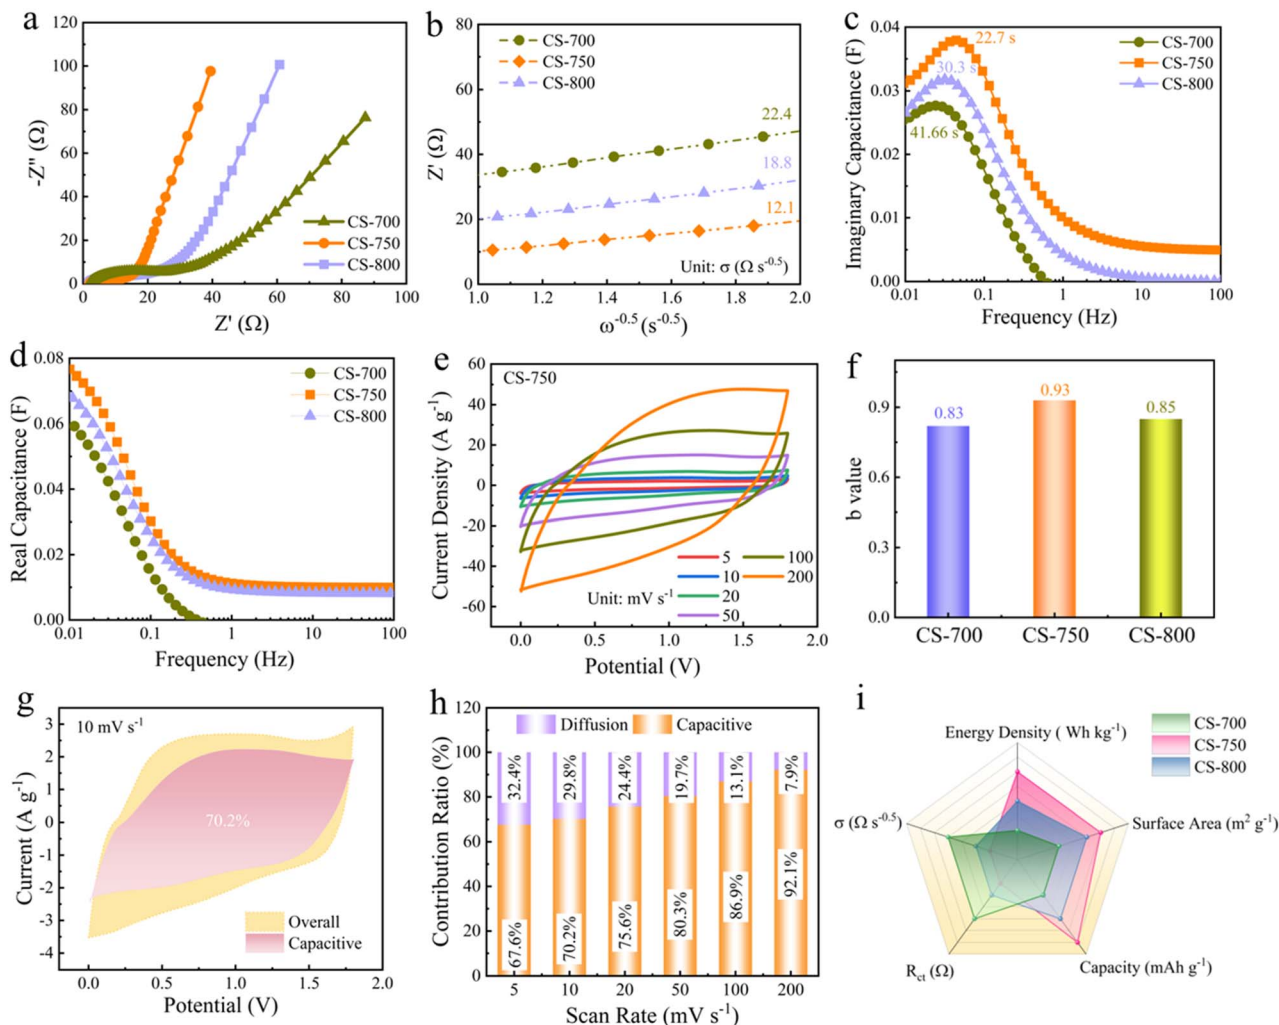 a
120
100
80
60
40
20
0
-Z'' (Ω)
CS-700
CS-750
CS-800
0 20 40 60 80 100
Z' (Ω)
b
80
60
40
20
0
Z' (Ω)
CS-700
CS-750
CS-800
22.4
18.8
12.1
Unit: σ (Ω s⁻⁰·⁵)
1.0 1.2 1.4 1.6 1.8 2.0
ω⁻⁰·⁵ (s⁻⁰·⁵)
c
0.04
0.03
0.02
0.01
0.00
Imaginary Capacitance (F)
22.7 s
30.3 s
41.66 s
CS-700
CS-750
CS-800
0.01 0.1 1 10 100
Frequency (Hz)
d
0.08
0.06
0.04
0.02
0.00
Real Capacitance (F)
CS-700
CS-750
CS-800
0.01 0.1 1 10 100
Frequency (Hz)
e
60
40
20
0
-20
-40
-60
Current Density (A g⁻¹)
CS-750
5 100
10 200
Unit: mV s⁻¹ 20
50
0.0 0.5 1.0 1.5 2.0
Potential (V)
f
0.9
0.6
0.3
0.0
b value
0.83
0.93
0.85
CS-700 CS-750 CS-800
g
3
2
1
0
-1
-2
-3
-4
Current (A g⁻¹)
10 mV s⁻¹
70.2%
Overall
Capacitive
0.0 0.5 1.0 1.5 2.0
Potential (V)
h
Diffusion Capacitive
120
100
80
60
40
20
0
Contribution Ratio (%)
32.4% 29.8% 24.4% 19.7% 13.1% 7.9%
67.6% 70.2% 75.6% 80.3% 86.9% 92.1%
5 10 20 50 100 200
Scan Rate (mV s⁻¹)
i
CS-700
CS-750
CS-800
Energy Density ( Wh kg⁻¹)
σ (Ω s⁻⁰·⁵)
Surface Area (m² g⁻¹)
R_ct (Ω)
Capacity (mAh g⁻¹)